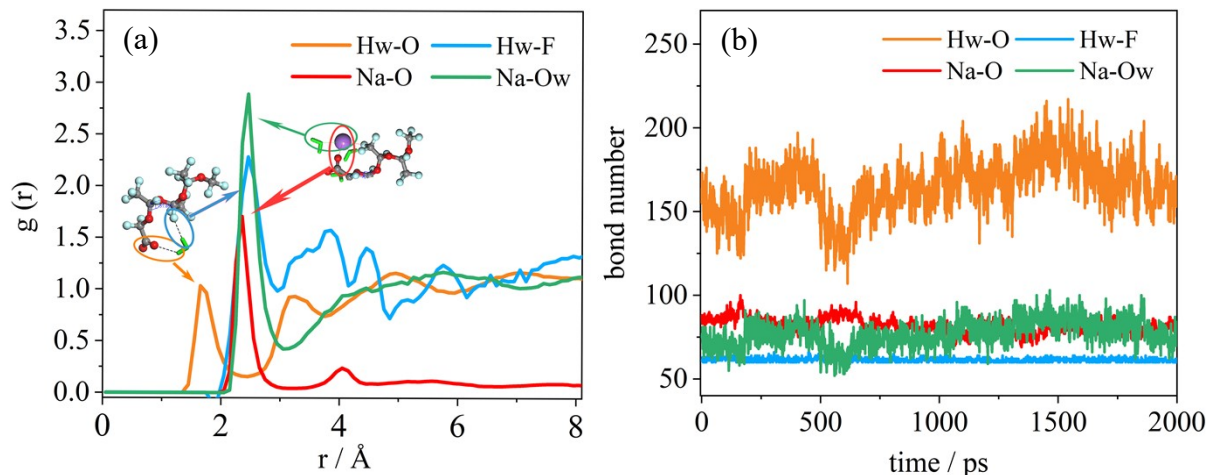 (a)
Hw-O Hw-F
Na-O Na-Ow
3.5
3.0
2.5
2.0
1.5
1.0
0.5
0.0
g (r)
0 2 4 6 8
r / Å
(b)
Hw-O Hw-F
Na-O Na-Ow
250
200
150
100
50
bond number
0 500 1000 1500 2000
time / ps